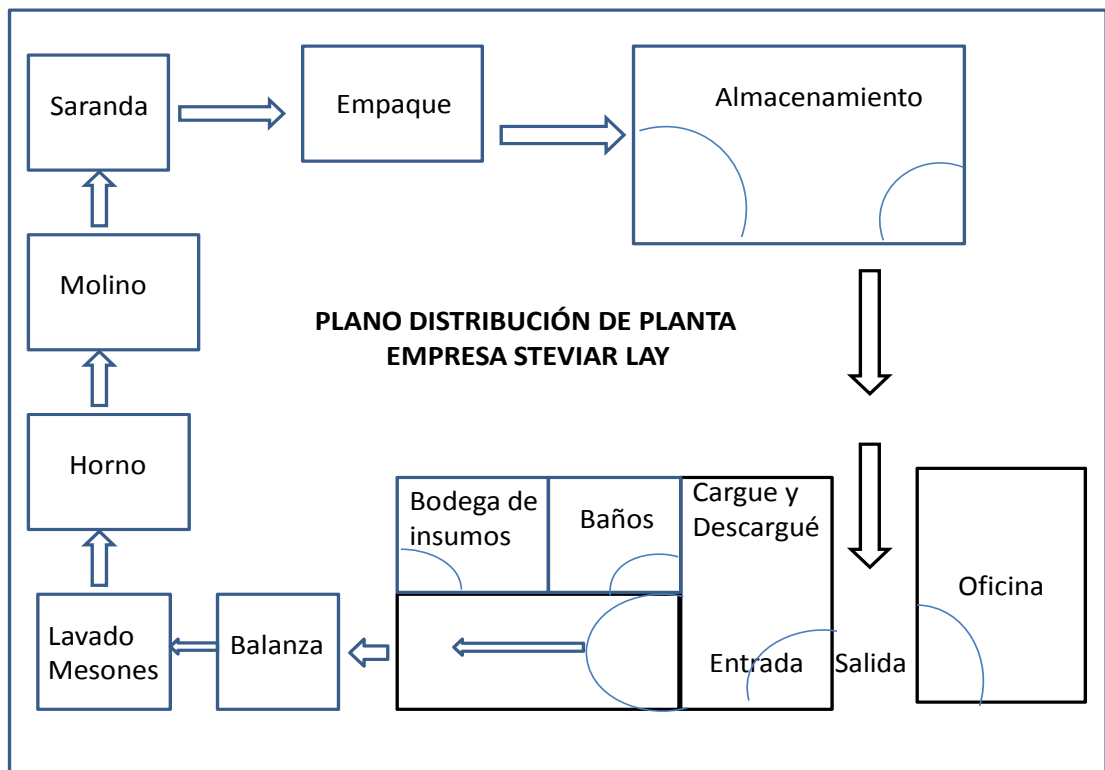 Saranda
Empaque
Almacenamiento
Molino
PLANO DISTRIBUCIÓN DE PLANTA
EMPRESA STEVIAR LAY
Horno
Bodega de
insumos
Baños
Cargue y
Descargué
Oficina
Lavado
Mesones
Balanza
Entrada
Salida